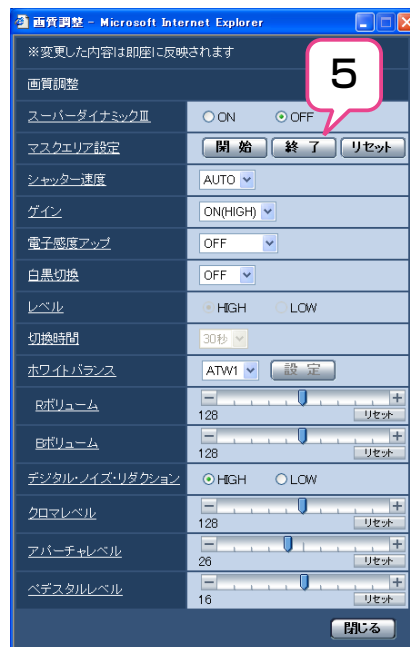 画質調整 - Microsoft Internet Explorer
※変更した内容は即座に反映されます
5
画質調整
スーパーダイナミックⅢ ON OFF
マスクエリア設定 開 始 終 了 リセット
シャッター速度 AUTO
ゲイン ON(HIGH)
電子感度アップ OFF
白黒切換 OFF
レベル HIGH LOW
切換時間 30秒
ホワイトバランス ATW1 設 定
Rボリューム - +
128 リセット
Bボリューム - +
128 リセット
デジタル・ノイズ・リダクション HIGH LOW
クロマレベル - +
128 リセット
アパーチャレベル - +
26 リセット
ペデスタルレベル - +
16 リセット
閉じる